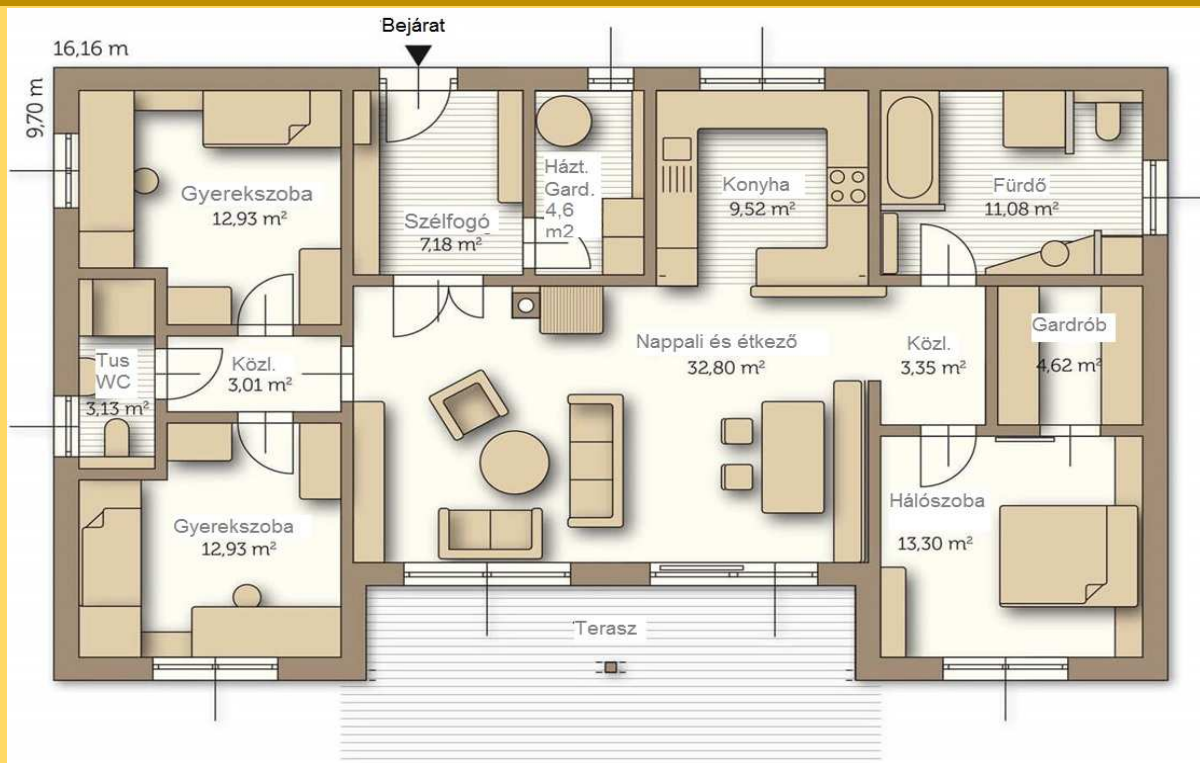 Bejárat
16,16 m
9,70 m
Gyerekszoba
12,93 m²
Szélfogó
7,18 m²
Házt.
Gard.
4,6
m2
Konyha
9,52 m²
Fürdő
11,08 m²
Tus
WC
3,13 m²
Közl.
3,01 m²
Nappali és étkező
32,80 m²
Közl.
3,35 m²
Gardrób
4,62 m²
Gyerekszoba
12,93 m²
Hálószoba
13,30 m²
Terasz